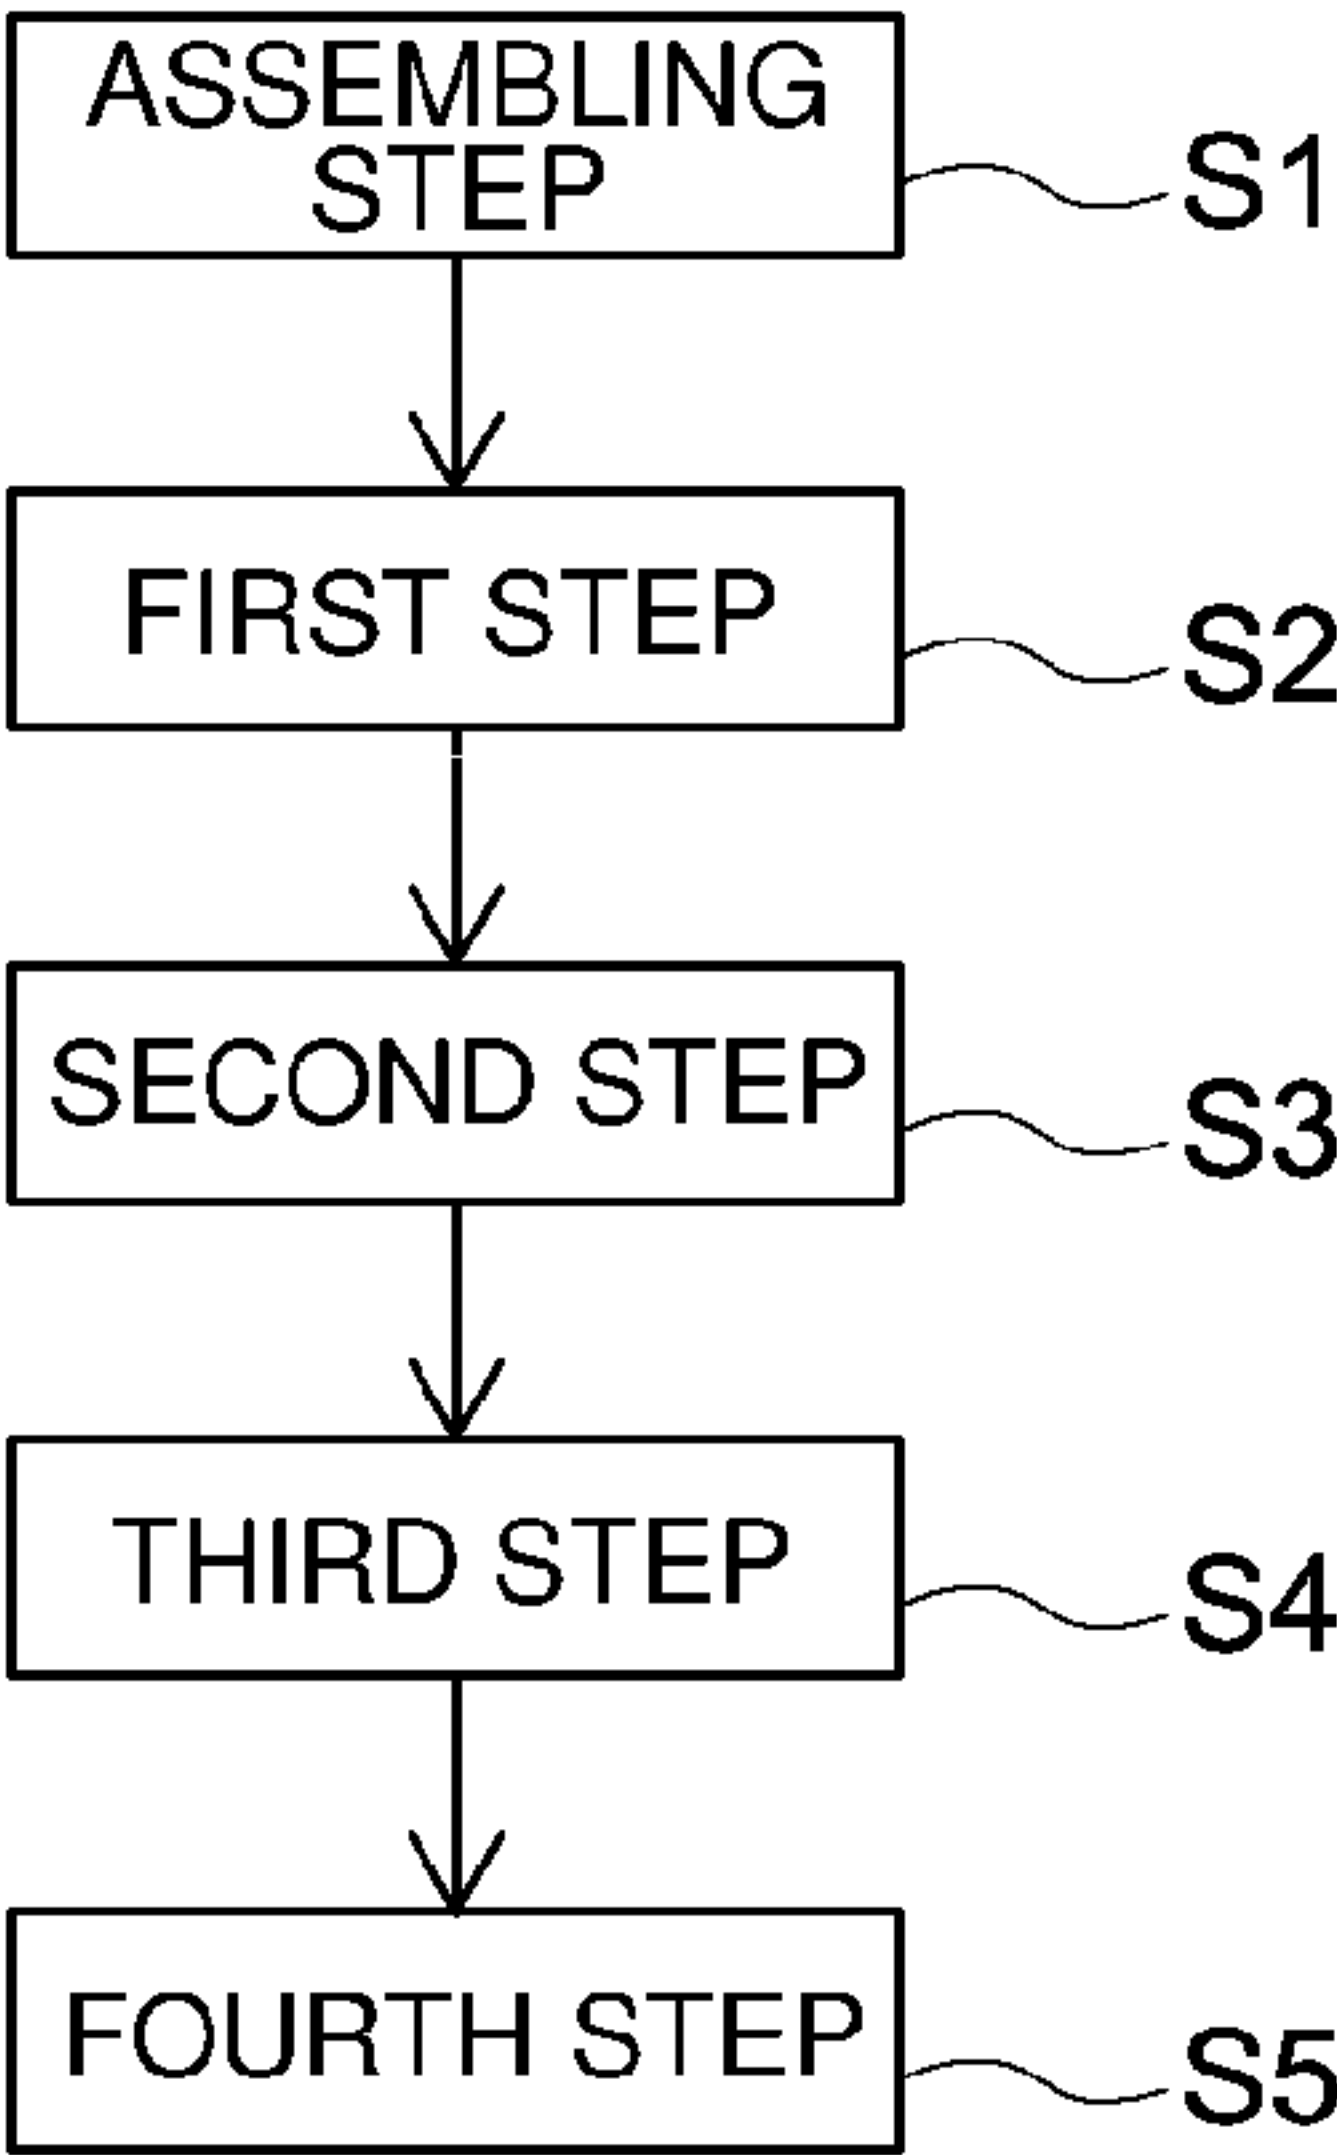 ASSEMBLING
STEP
S1
FIRST STEP
S2
SECOND STEP
S3
THIRD STEP
S4
FOURTH STEP
S5